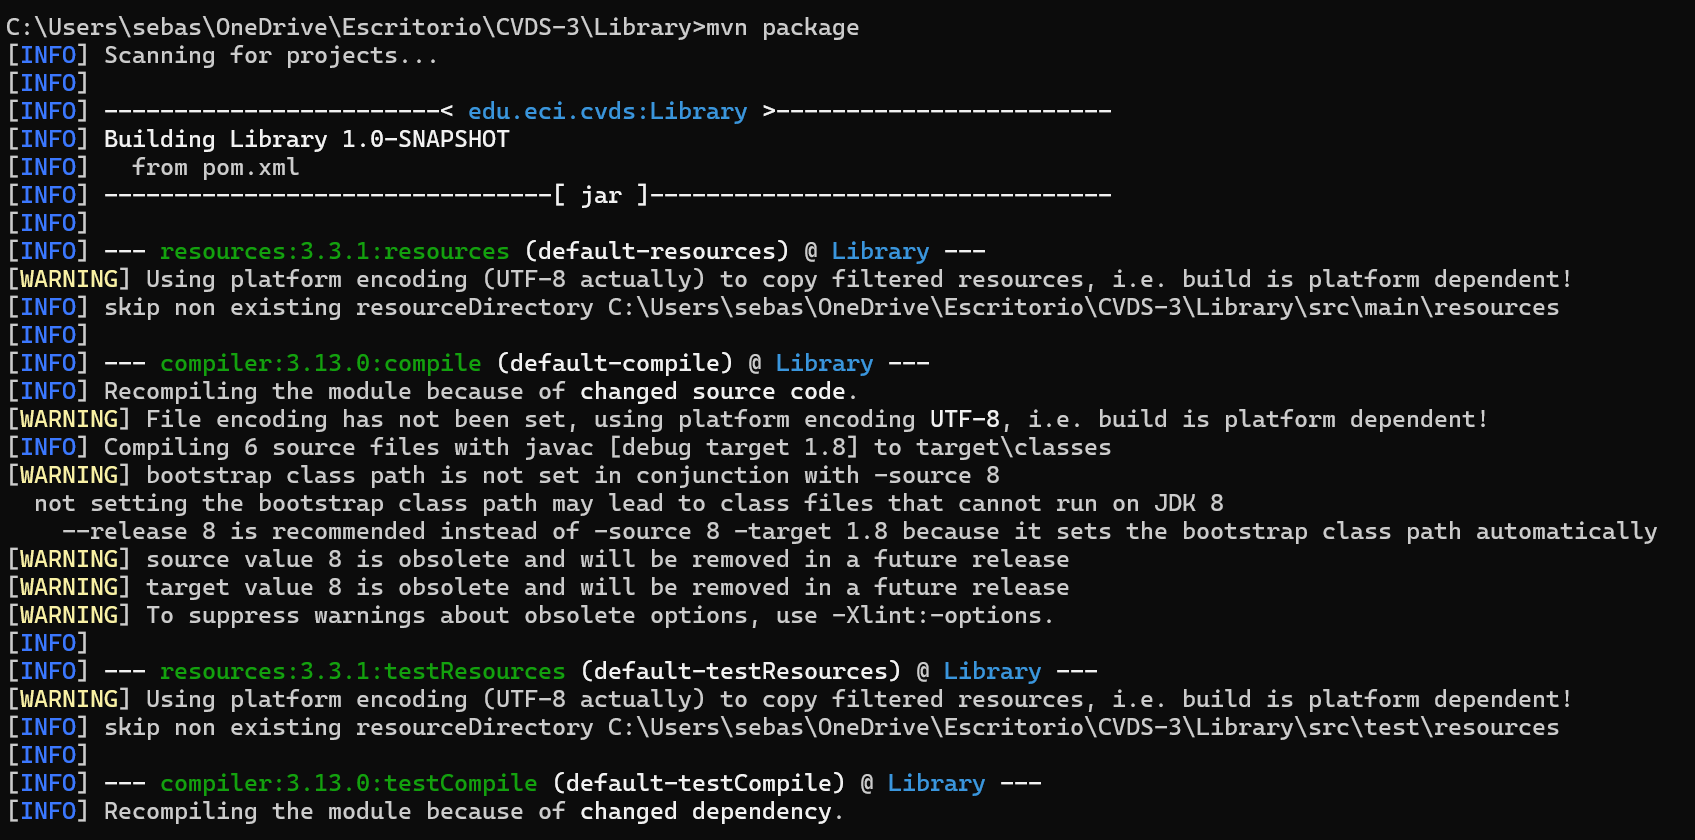 C:\Users\sebas\OneDrive\Escritorio\CVDS-3\Library>mvn package
[INFO] Scanning for projects...
[INFO]
[INFO] ------------------------< edu.eci.cvds:Library >------------------------
[INFO] Building Library 1.0-SNAPSHOT
[INFO]   from pom.xml
[INFO] --------------------------------[ jar ]---------------------------------
[INFO]
[INFO] --- resources:3.3.1:resources (default-resources) @ Library ---
[WARNING] Using platform encoding (UTF-8 actually) to copy filtered resources, i.e. build is platform dependent!
[INFO] skip non existing resourceDirectory C:\Users\sebas\OneDrive\Escritorio\CVDS-3\Library\src\main\resources
[INFO]
[INFO] --- compiler:3.13.0:compile (default-compile) @ Library ---
[INFO] Recompiling the module because of changed source code.
[WARNING] File encoding has not been set, using platform encoding UTF-8, i.e. build is platform dependent!
[INFO] Compiling 6 source files with javac [debug target 1.8] to target\classes
[WARNING] bootstrap class path is not set in conjunction with -source 8
  not setting the bootstrap class path may lead to class files that cannot run on JDK 8
    --release 8 is recommended instead of -source 8 -target 1.8 because it sets the bootstrap class path automatically
[WARNING] source value 8 is obsolete and will be removed in a future release
[WARNING] target value 8 is obsolete and will be removed in a future release
[WARNING] To suppress warnings about obsolete options, use -Xlint:-options.
[INFO]
[INFO] --- resources:3.3.1:testResources (default-testResources) @ Library ---
[WARNING] Using platform encoding (UTF-8 actually) to copy filtered resources, i.e. build is platform dependent!
[INFO] skip non existing resourceDirectory C:\Users\sebas\OneDrive\Escritorio\CVDS-3\Library\src\test\resources
[INFO]
[INFO] --- compiler:3.13.0:testCompile (default-testCompile) @ Library ---
[INFO] Recompiling the module because of changed dependency.